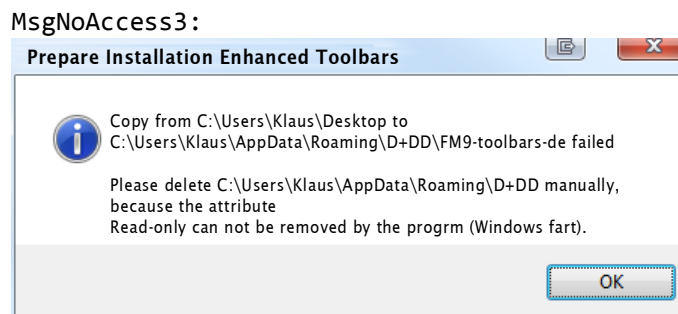 MsgNoAccess3:
Prepare Installation Enhanced Toolbars
Copy from C:\Users\Klaus\Desktop to
C:\Users\Klaus\AppData\Roaming\D+DD\FM9-toolbars-de failed
Please delete C:\Users\Klaus\AppData\Roaming\D+DD manually,
because the attribute
Read-only can not be removed by the progrm (Windows fart).
OK